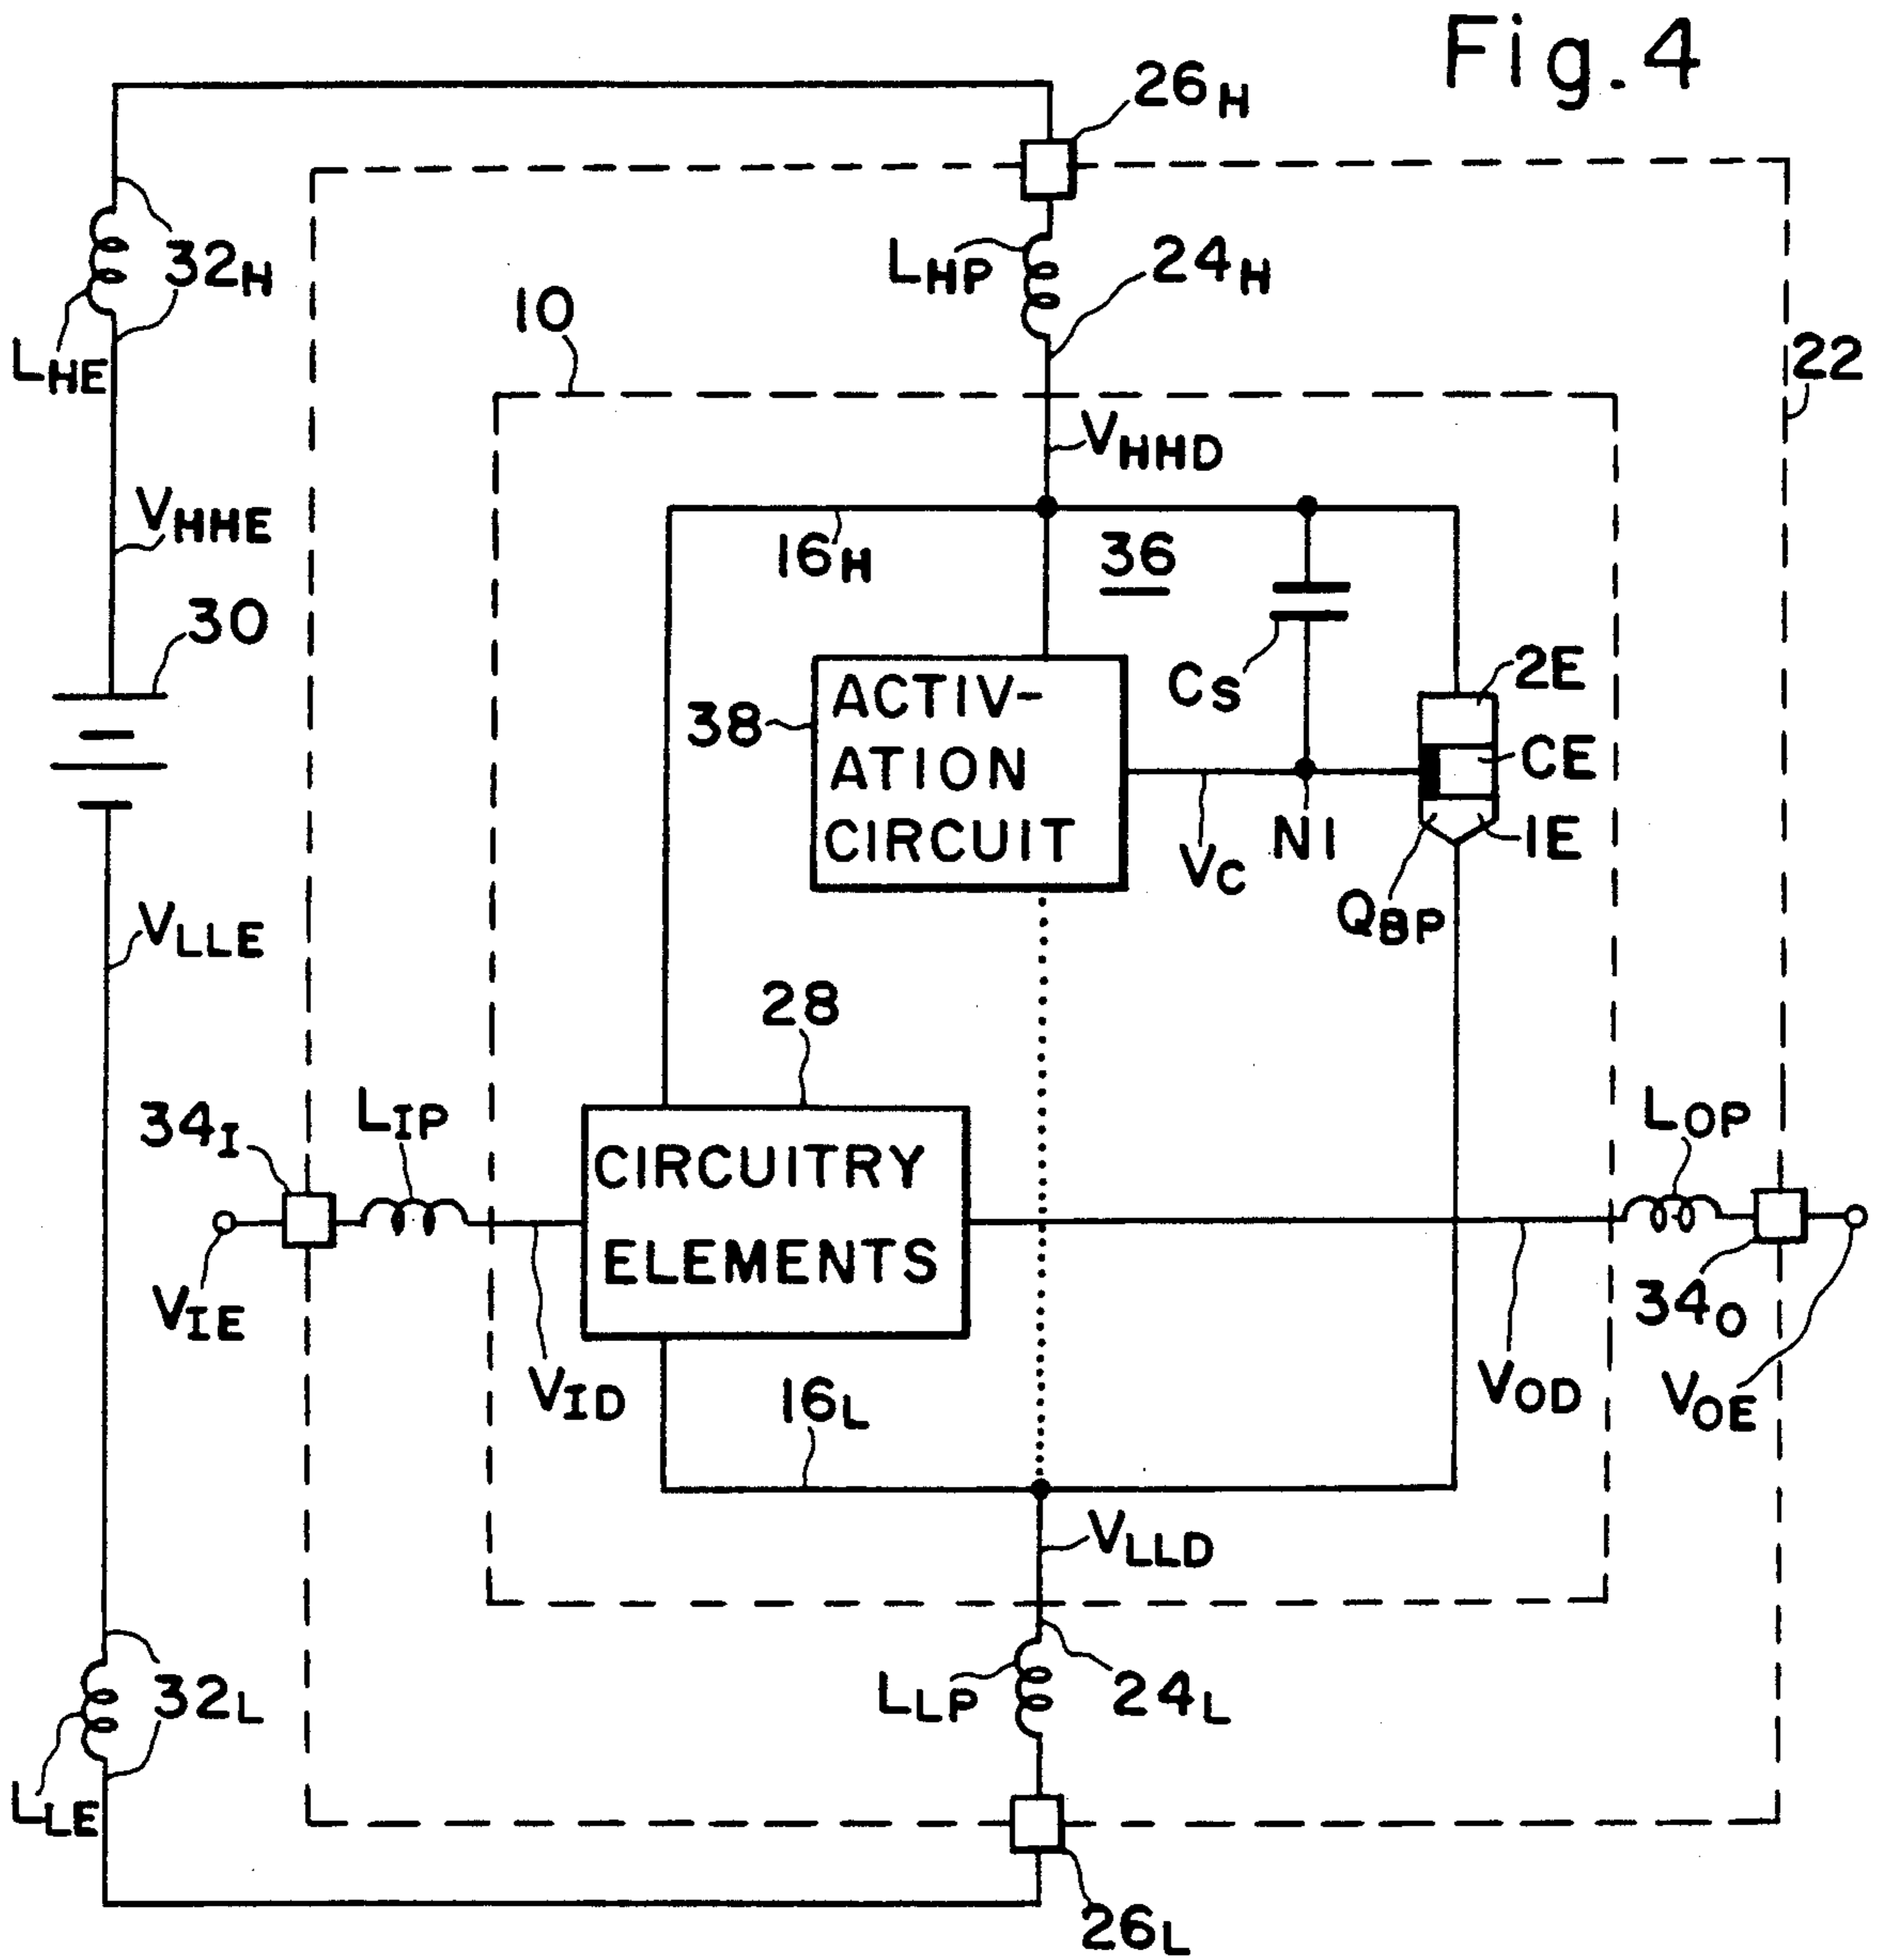 Fig. 4
26H
32H
LHP
24H
10
LHE
22
VHHD
VHHE
16H
36
30
CS
2E
38
ACTIV-
ATION
CIRCUIT
CE
VC
N1
1E
QBP
VLLE
28
34I
LIP
LOP
CIRCUITRY
ELEMENTS
VIE
34O
VID
16L
VOD
VOE
VLLD
32L
LLP
24L
LLE
26L